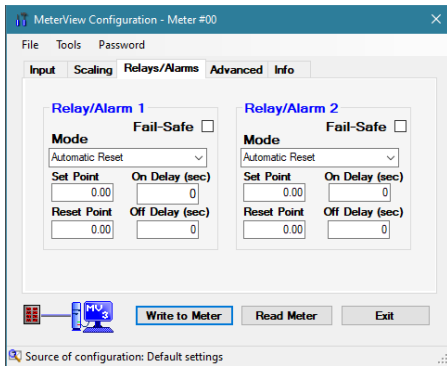 MeterView Configuration - Meter #00
File Tools Password
Input Scaling Relays/Alarms Advanced Info
Relay/Alarm 1
Fail-Safe
Mode
Automatic Reset
Set Point On Delay (sec)
0.00 0
Reset Point Off Delay (sec)
0.00 0
Relay/Alarm 2
Fail-Safe
Mode
Automatic Reset
Set Point On Delay (sec)
0.00 0
Reset Point Off Delay (sec)
0.00 0
MV
3
Write to Meter Read Meter Exit
Source of configuration: Default settings